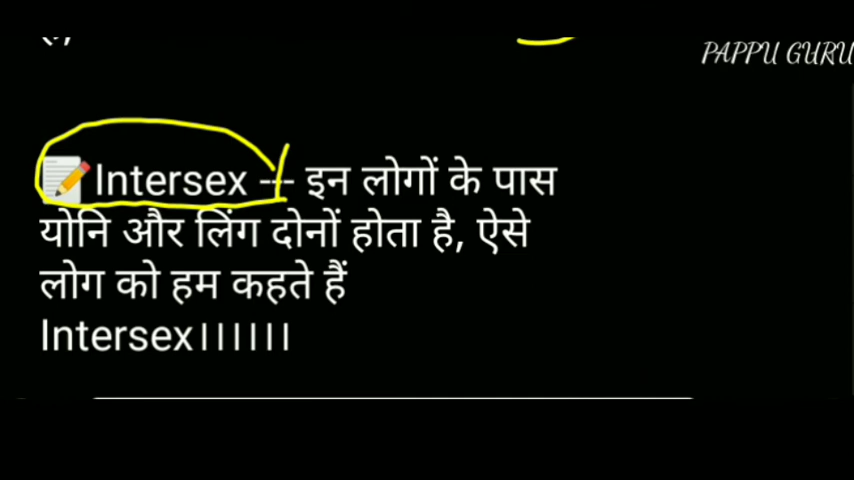 PAPPU GURU
📝Intersex --- इन लोगों के पास
योनि और लिंग दोनों होता है, ऐसे
लोग को हम कहते हैं
Intersex।।।।।।